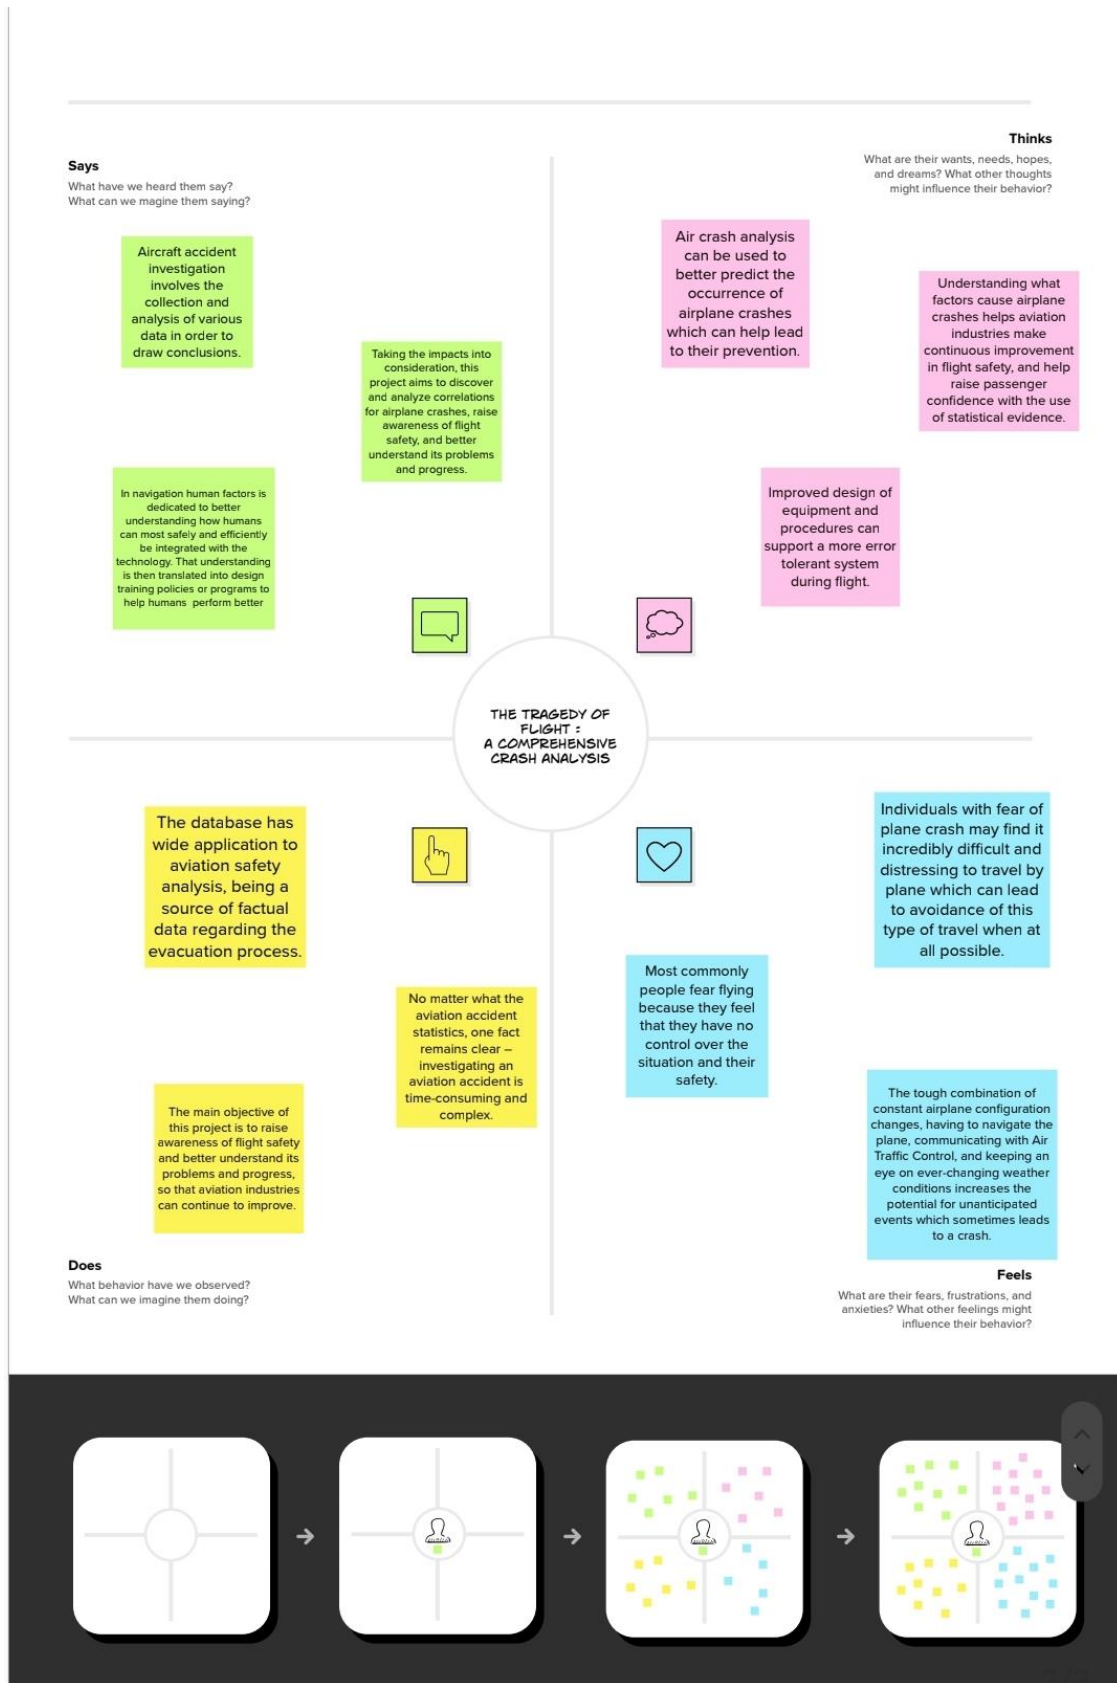 Says
What have we heard them say?
What can we magine them saying?
Aircraft accident
investigation
involves the
collection and
analysis of various
data in order to
draw conclusions.
Taking the impacts into
consideration, this
project aims to discover
and analyze correlations
for airplane crashes, raise
awareness of flight
safety, and better
understand its problems
and progress.
In navigation human factors is
dedicated to better
understanding how humans
can most safely and efficiently
be integrated with the
technology. That understanding
is then translated into design
training policies or programs to
help humans perform better
Thinks
What are their wants, needs, hopes,
and dreams? What other thoughts
might influence their behavior?
Air crash analysis
can be used to
better predict the
occurrence of
airplane crashes
which can help lead
to their prevention.
Understanding what
factors cause airplane
crashes helps aviation
industries make
continuous improvement
in flight safety, and help
raise passenger
confidence with the use
of statistical evidence.
Improved design of
equipment and
procedures can
support a more error
tolerant system
during flight.
THE TRAGEDY OF
FLIGHT :
A COMPREHENSIVE
CRASH ANALYSIS
The database has
wide application to
aviation safety
analysis, being a
source of factual
data regarding the
evacuation process.
No matter what the
aviation accident
statistics, one fact
remains clear –
investigating an
aviation accident is
time-consuming and
complex.
The main objective of
this project is to raise
awareness of flight safety
and better understand its
problems and progress,
so that aviation industries
can continue to improve.
Does
What behavior have we observed?
What can we imagine them doing?
Individuals with fear of
plane crash may find it
incredibly difficult and
distressing to travel by
plane which can lead
to avoidance of this
type of travel when at
all possible.
Most commonly
people fear flying
because they feel
that they have no
control over the
situation and their
safety.
The tough combination of
constant airplane configuration
changes, having to navigate the
plane, communicating with Air
Traffic Control, and keeping an
eye on ever-changing weather
conditions increases the
potential for unanticipated
events which sometimes leads
to a crash.
Feels
What are their fears, frustrations, and
anxieties? What other feelings might
influence their behavior?